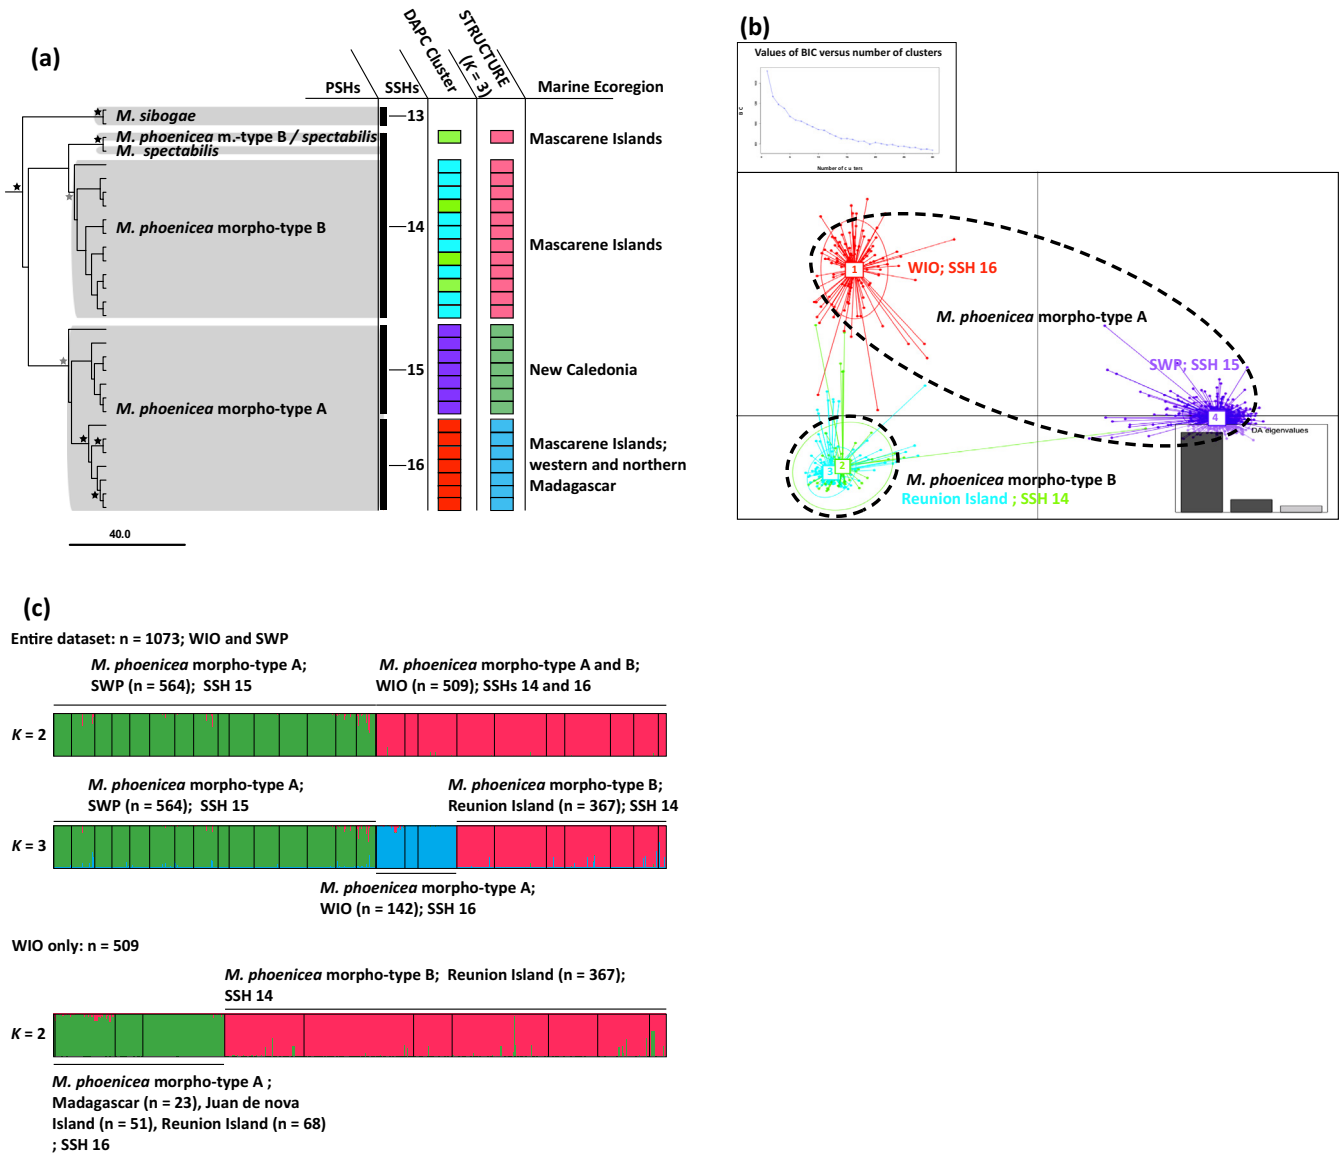 (a)
PSHs
SSHs
DAPC Cluster
STRUCTURE
(K = 3)
Marine Ecoregion
M. sibogae
13
M. phoenicea m.-type B / spectabilis
Mascarene Islands
M. spectabilis
M. phoenicea morpho-type B
14
Mascarene Islands
15
New Caledonia
M. phoenicea morpho-type A
Mascarene Islands;
16
western and northern
Madagascar
40.0
(b)
Values of BIC versus number of clusters
1
WIO; SSH 16
M. phoenicea morpho-type A
SWP; SSH 15
4
DA eigenvalues
2
3
M. phoenicea morpho-type B
Reunion Island ; SSH 14
(c)
Entire dataset: n = 1073; WIO and SWP
M. phoenicea morpho-type A;
SWP (n = 564); SSH 15
M. phoenicea morpho-type A and B;
WIO (n = 509); SSHs 14 and 16
K = 2
M. phoenicea morpho-type A;
SWP (n = 564); SSH 15
M. phoenicea morpho-type B;
Reunion Island (n = 367); SSH 14
K = 3
M. phoenicea morpho-type A;
WIO (n = 142); SSH 16
WIO only: n = 509
M. phoenicea morpho-type B; Reunion Island (n = 367);
SSH 14
K = 2
M. phoenicea morpho-type A ;
Madagascar (n = 23), Juan de nova
Island (n = 51), Reunion Island (n = 68)
; SSH 16